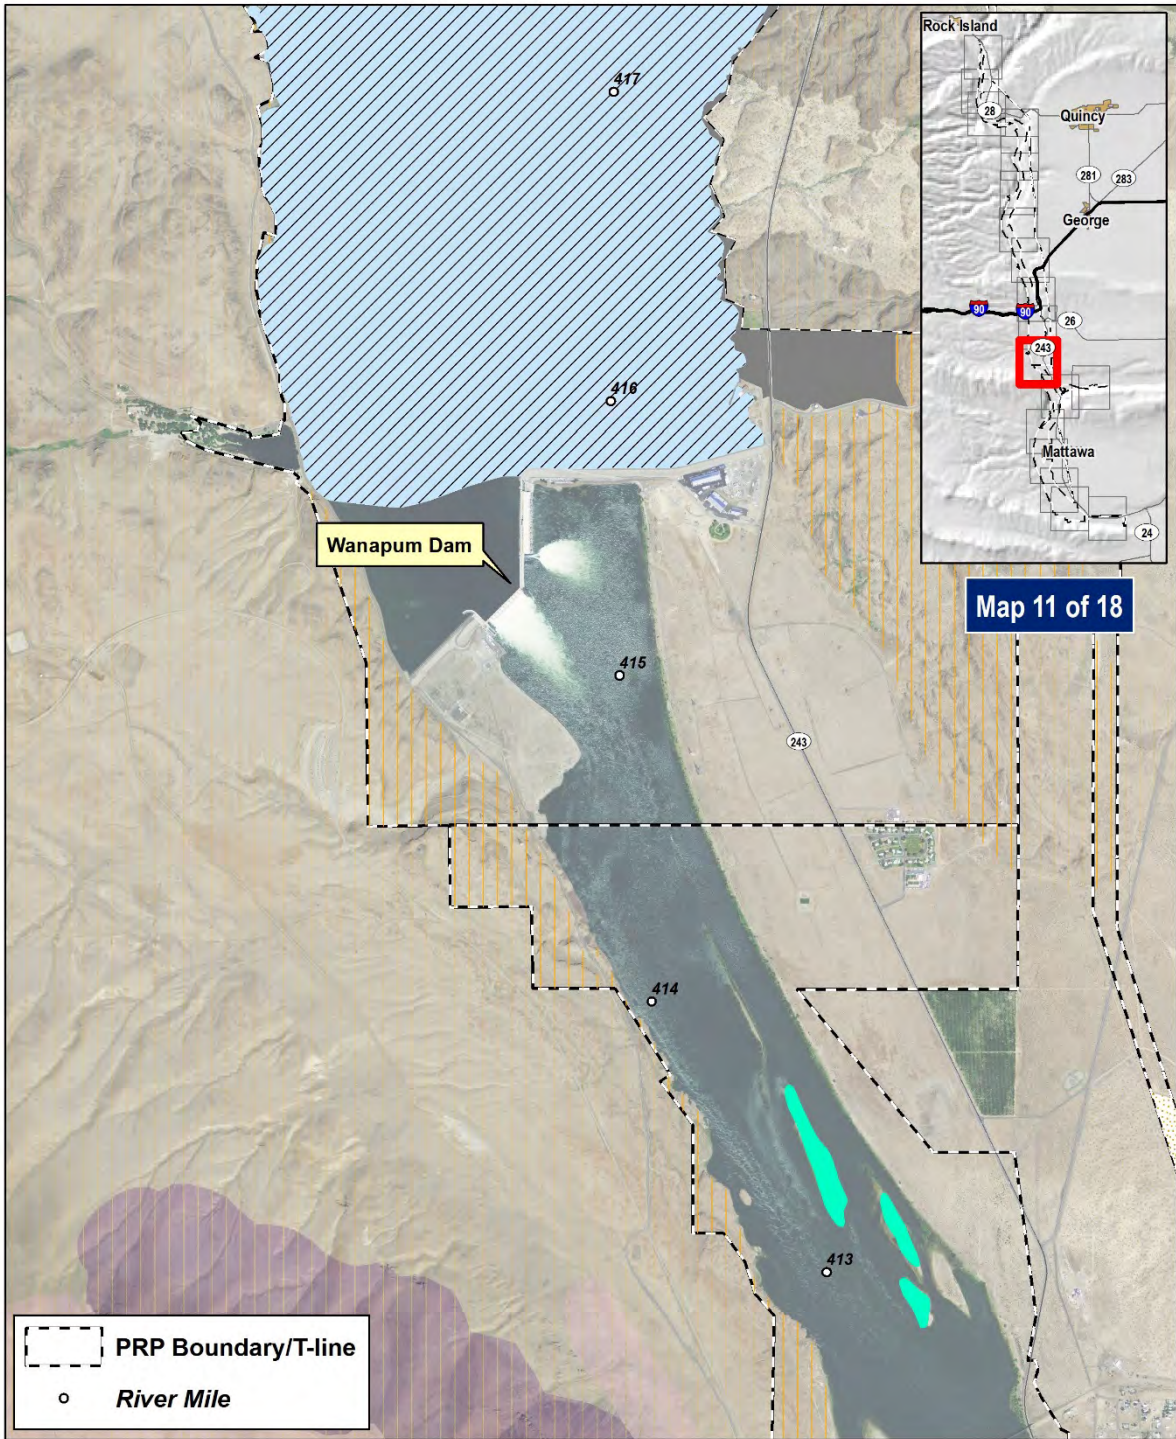 417
Rock Island
28
Quincy
281
283
George
90
90
26
243
Mattawa
24
416
Wanapum Dam
Map 11 of 18
415
243
414
413
PRP Boundary/T-line
River Mile